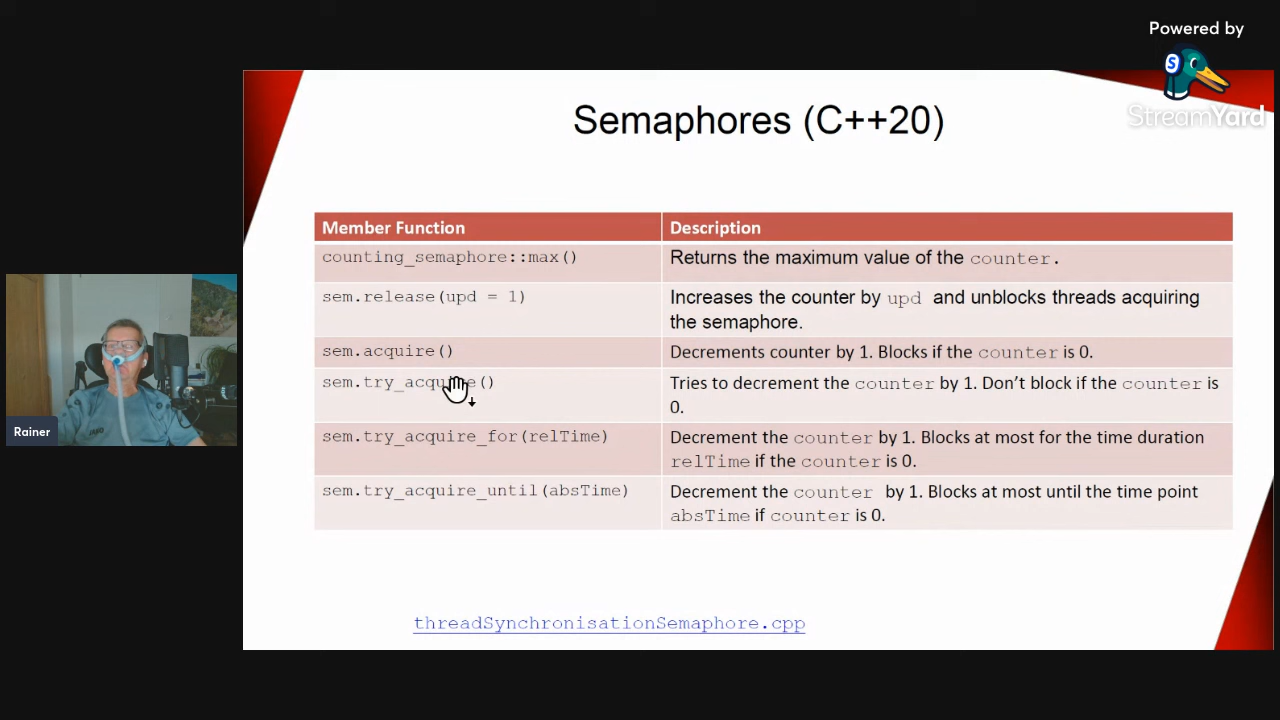 Powered by
S
StreamYard
Semaphores (C++20)
Member Function
Description
counting_semaphore::max()
Returns the maximum value of the counter.
sem.release(upd = 1)
Increases the counter by upd and unblocks threads acquiring
the semaphore.
sem.acquire()
Decrements counter by 1. Blocks if the counter is 0.
sem.try_acquire()
Tries to decrement the counter by 1. Don't block if the counter is
0.
sem.try_acquire_for(relTime)
Decrement the counter by 1. Blocks at most for the time duration
relTime if the counter is 0.
sem.try_acquire_until(absTime)
Decrement the counter by 1. Blocks at most until the time point
absTime if counter is 0.
threadSynchronisationSemaphore.cpp
Rainer